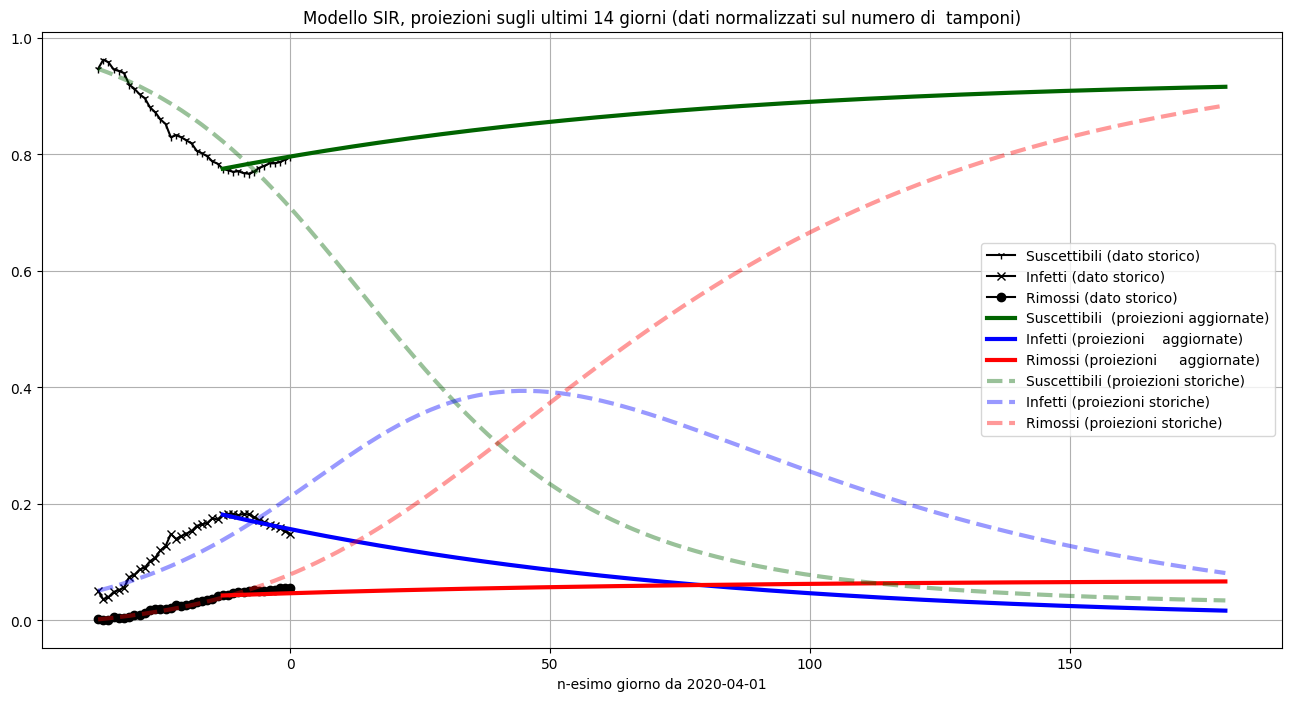 Modello SIR, proiezioni sugli ultimi 14 giorni (dati normalizzati sul numero di  tamponi)
1.0
0.8
0.6
0.4
0.2
0.0
Suscettibili (dato storico)
Infetti (dato storico)
Rimossi (dato storico)
Suscettibili  (proiezioni aggiornate)
Infetti (proiezioni    aggiornate)
Rimossi (proiezioni     aggiornate)
Suscettibili (proiezioni storiche)
Infetti (proiezioni storiche)
Rimossi (proiezioni storiche)
0 50 100 150
n-esimo giorno da 2020-04-01